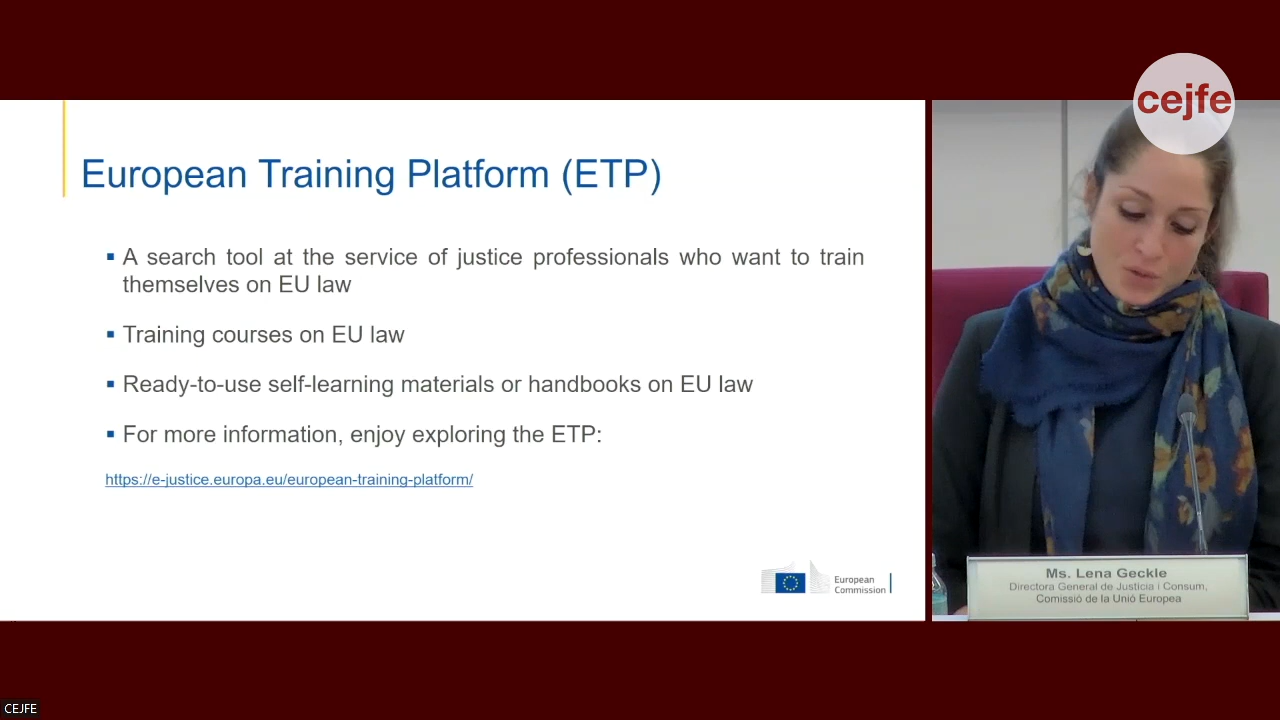 cejfe
European Training Platform (ETP)
▪ A search tool at the service of justice professionals who want to train
themselves on EU law
▪ Training courses on EU law
▪ Ready-to-use self-learning materials or handbooks on EU law
▪ For more information, enjoy exploring the ETP:
https://e-justice.europa.eu/european-training-platform/
European
Commission
Ms. Lena Geckle
Directora General de Justícia i Consum,
Comissió de la Unió Europea
CEJFE